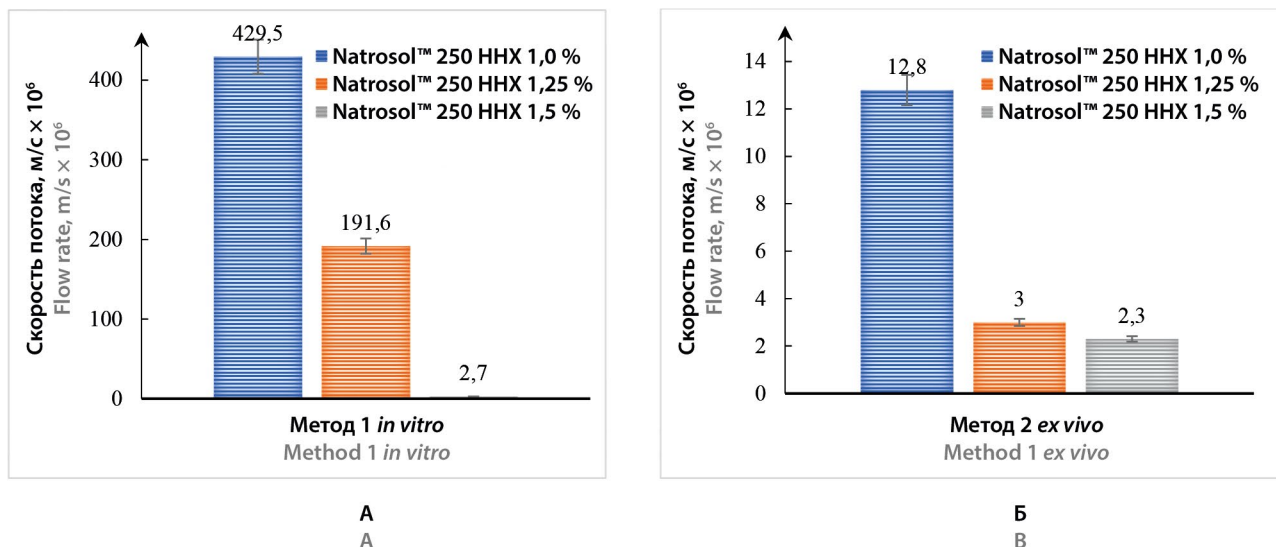 429,5
400
300
200
100
0
Скорость потока, м/с × 10⁶
Flow rate, m/s × 10⁶
Natrosol™ 250 HHX 1,0 %
Natrosol™ 250 HHX 1,25 %
Natrosol™ 250 HHX 1,5 %
191,6
2,7
Метод 1 in vitro
Method 1 in vitro
А
A
14
12
10
8
6
4
2
0
Скорость потока, м/с × 10⁶
Flow rate, m/s × 10⁶
Natrosol™ 250 HHX 1,0 %
Natrosol™ 250 HHX 1,25 %
Natrosol™ 250 HHX 1,5 %
12,8
3
2,3
Метод 2 ex vivo
Method 1 ex vivo
Б
B